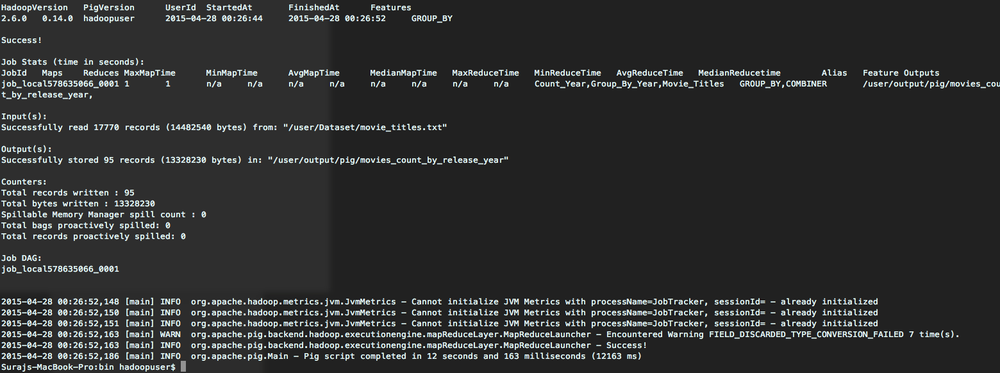 HadoopVersion PigVersion UserId StartedAt FinishedAt Features
2.6.0 0.14.0 hadoopuser 2015-04-28 00:26:44 2015-04-28 00:26:52 GROUP_BY
Success!
Job Stats (time in seconds):
JobId Maps Reduces MaxMapTime MinMapTime AvgMapTime MedianMapTime MaxReduceTime MinReduceTime AvgReduceTime MedianReducetime Alias Feature Outputs
job_local578635066_0001 1 1 n/a n/a n/a n/a n/a n/a n/a n/a Count_Year,Group_By_Year,Movie_Titles GROUP_BY,COMBINER /user/output/pig/movies_cou
t_by_release_year,
Input(s):
Successfully read 17770 records (14482540 bytes) from: "/user/Dataset/movie_titles.txt"
Output(s):
Successfully stored 95 records (13328230 bytes) in: "/user/output/pig/movies_count_by_release_year"
Counters:
Total records written : 95
Total bytes written : 13328230
Spillable Memory Manager spill count : 0
Total bags proactively spilled: 0
Total records proactively spilled: 0
Job DAG:
job_local578635066_0001
2015-04-28 00:26:52,148 [main] INFO org.apache.hadoop.metrics.jvm.JvmMetrics - Cannot initialize JVM Metrics with processName=JobTracker, sessionId= - already initialized
2015-04-28 00:26:52,150 [main] INFO org.apache.hadoop.metrics.jvm.JvmMetrics - Cannot initialize JVM Metrics with processName=JobTracker, sessionId= - already initialized
2015-04-28 00:26:52,151 [main] INFO org.apache.hadoop.metrics.jvm.JvmMetrics - Cannot initialize JVM Metrics with processName=JobTracker, sessionId= - already initialized
2015-04-28 00:26:52,163 [main] WARN org.apache.pig.backend.hadoop.executionengine.mapReduceLayer.MapReduceLauncher - Encountered Warning FIELD_DISCARDED_TYPE_CONVERSION_FAILED 7 time(s).
2015-04-28 00:26:52,163 [main] INFO org.apache.pig.backend.hadoop.executionengine.mapReduceLayer.MapReduceLauncher - Success!
2015-04-28 00:26:52,186 [main] INFO org.apache.pig.Main - Pig script completed in 12 seconds and 163 milliseconds (12163 ms)
Surajs-MacBook-Pro:bin hadoopuser$